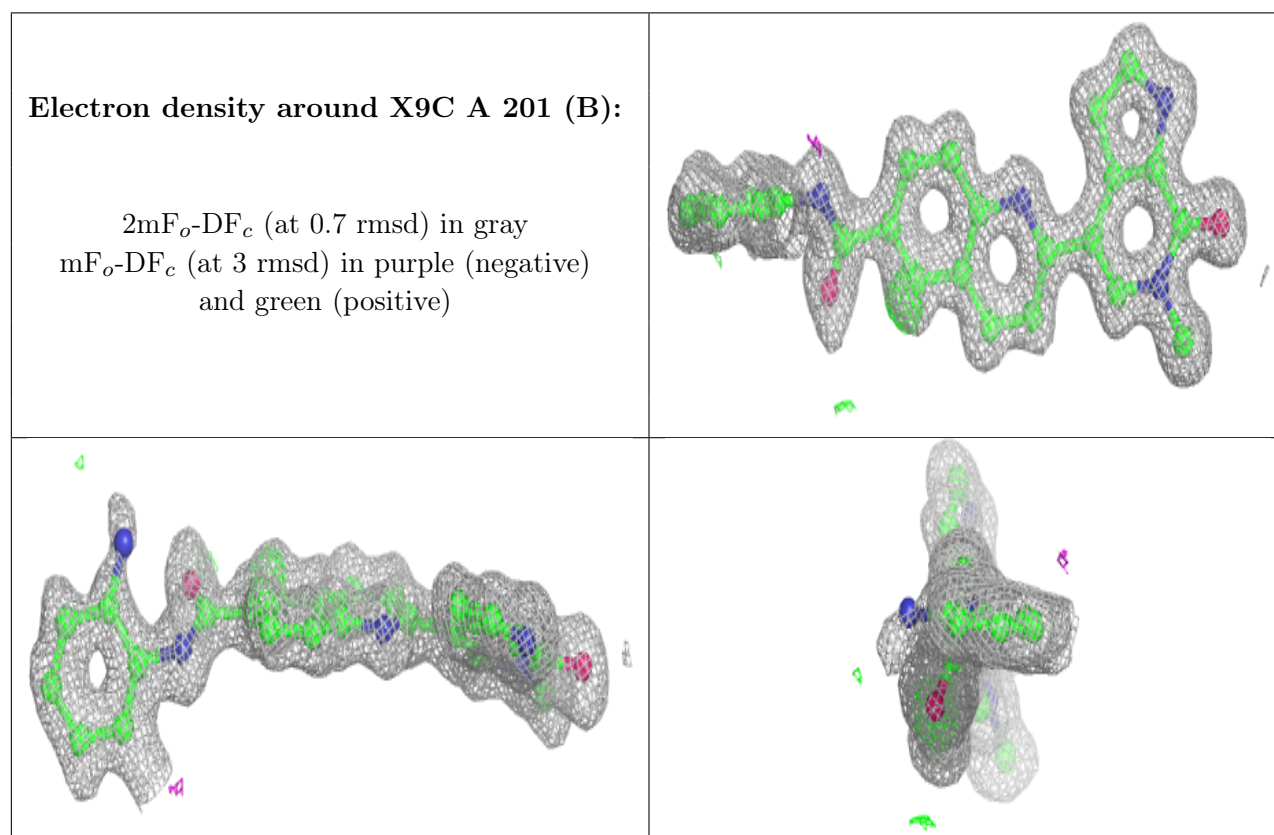 Electron density around X9C A 201 (B):
2mFₒ-DF𝒸 (at 0.7 rmsd) in gray
mFₒ-DF𝒸 (at 3 rmsd) in purple (negative)
and green (positive)